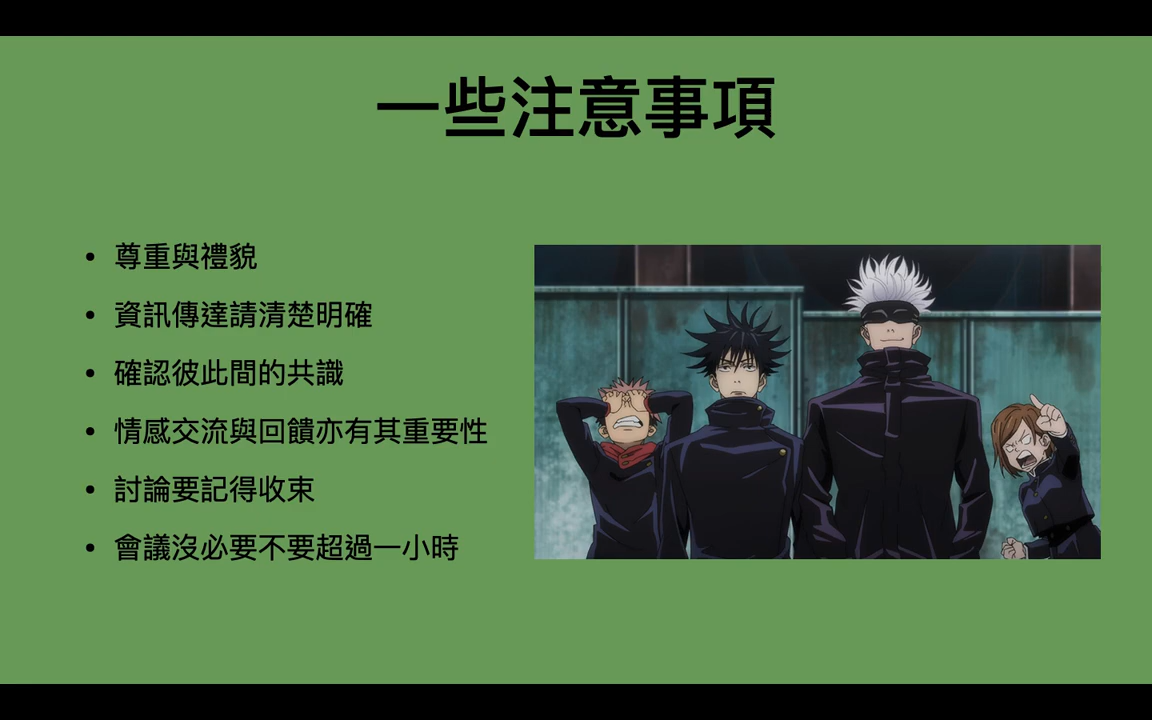 一些注意事項
• 尊重與禮貌
• 資訊傳達請清楚明確
• 確認彼此間的共識
• 情感交流與回饋亦有其重要性
• 討論要記得收束
• 會議沒必要不要超過一小時